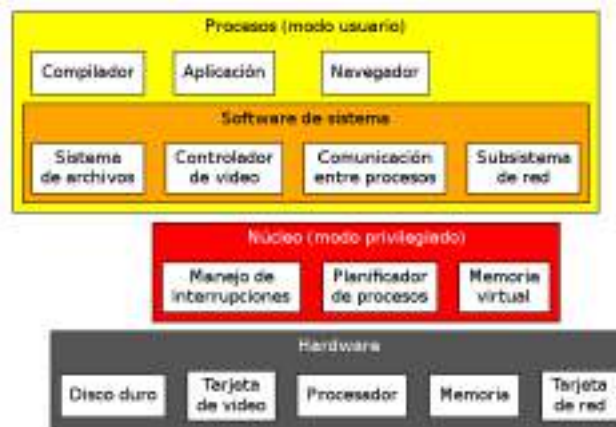 Procesos (modo usuario)
Compilador
Aplicación
Navegador
Software de sistema
Sistema
de archivos
Controlador
de video
Comunicación
entre procesos
Subsistema
de red
Núcleo (modo privilegiado)
Manejo de
interrupciones
Planificador
de procesos
Memoria
virtual
Hardware
Disco duro
Tarjeta
de video
Procesador
Memoria
Tarjeta
de red